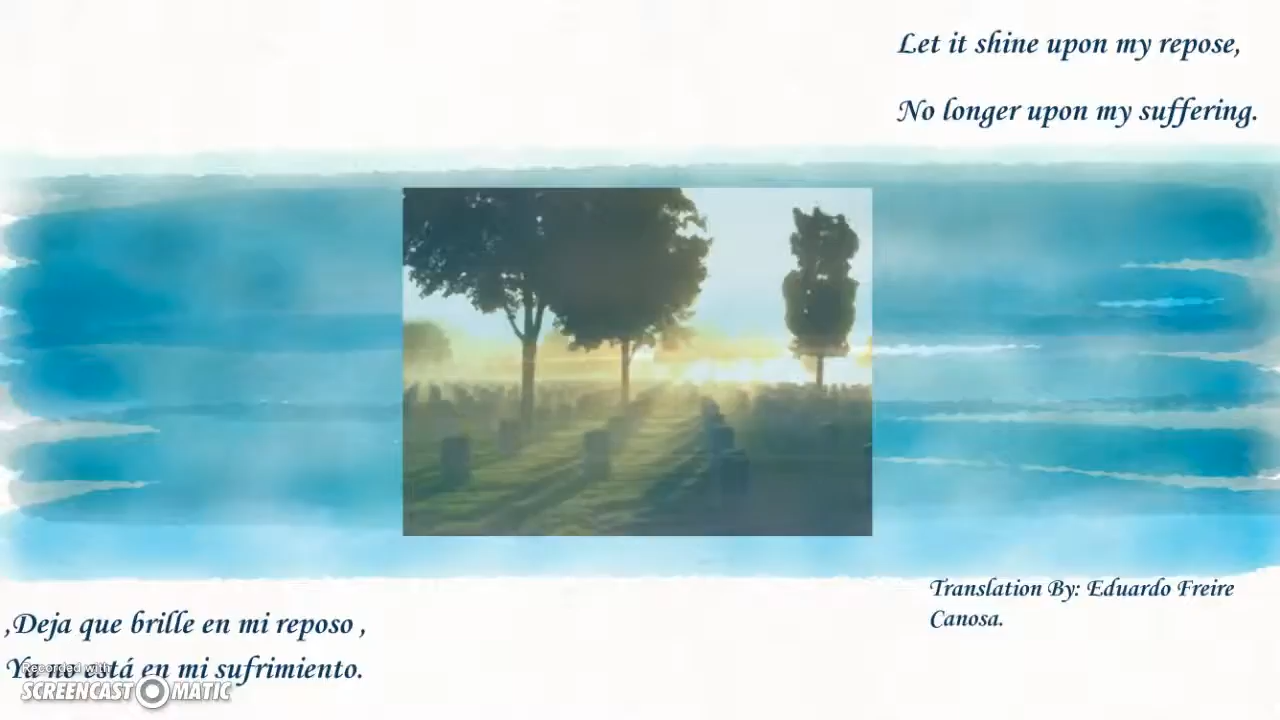 Let it shine upon my repose,
No longer upon my suffering.
Translation By: Eduardo Freire
Canosa.
,Deja que brille en mi reposo ,
Ya no está en mi sufrimiento.
Recorded with
SCREENCAST MATIC